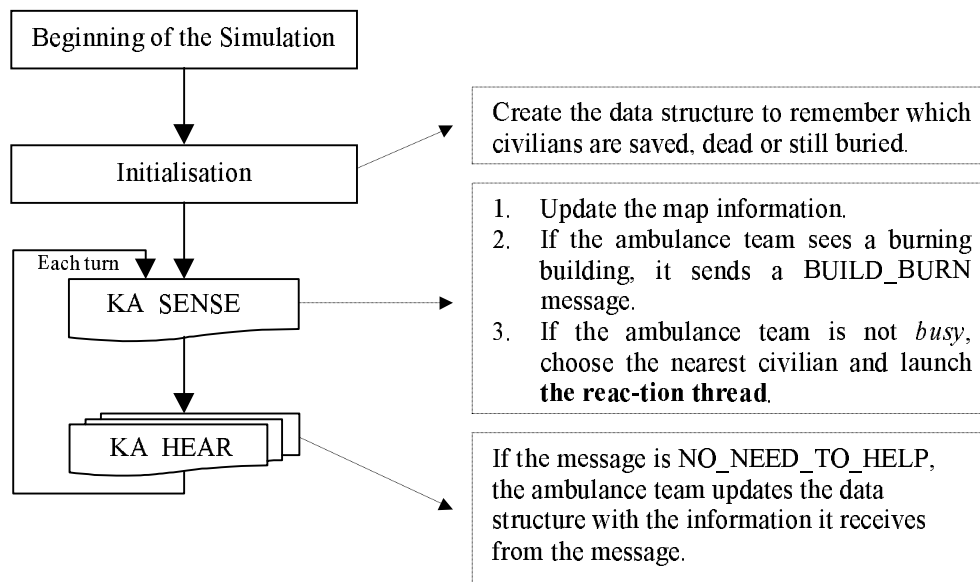 Beginning of the Simulation
Create the data structure to remember which
civilians are saved, dead or still buried.
Initialisation
1. Update the map information.
2. If the ambulance team sees a burning
building, it sends a BUILD_BURN
message.
3. If the ambulance team is not busy,
choose the nearest civilian and launch
the reac-tion thread.
Each turn
KA SENSE
KA HEAR
If the message is NO_NEED_TO_HELP,
the ambulance team updates the data
structure with the information it receives
from the message.